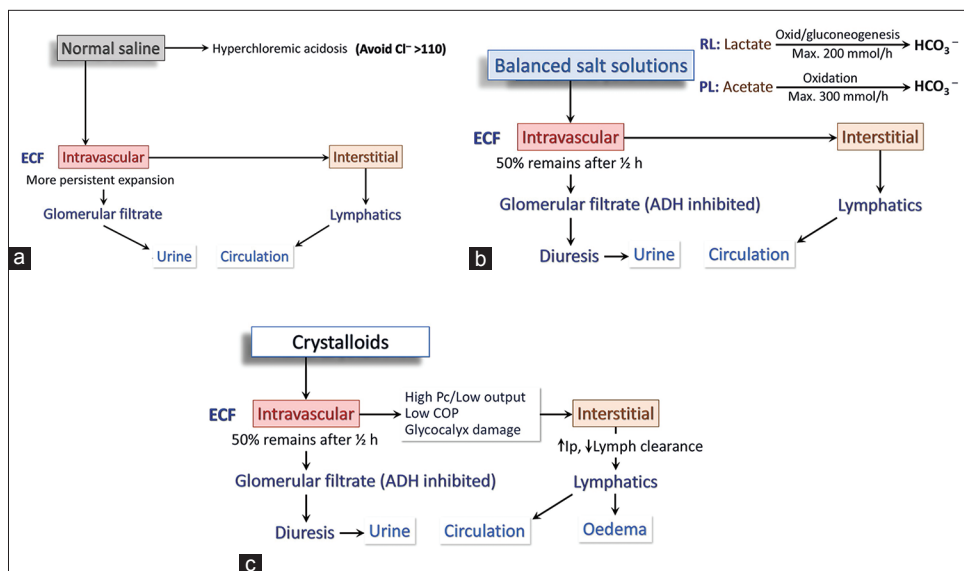 Normal saline
Hyperchloremic acidosis (Avoid Cl⁻ >110)
ECF
Intravascular
Interstitial
More persistent expansion
Glomerular filtrate
Lymphatics
Urine
Circulation
a
RL: Lactate
Oxid/gluconeogenesis
Max. 200 mmol/h
HCO₃⁻
Balanced salt solutions
PL: Acetate
Oxidation
Max. 300 mmol/h
HCO₃⁻
ECF
Intravascular
Interstitial
50% remains after ½ h
Glomerular filtrate (ADH inhibited)
Lymphatics
Diuresis
Urine
Circulation
b
Crystalloids
ECF
Intravascular
High Pc/Low output
Low COP
Glycocalyx damage
Interstitial
50% remains after ½ h
↑Ip, ↓Lymph clearance
Glomerular filtrate (ADH inhibited)
Lymphatics
Diuresis
Urine
Circulation
Oedema
c